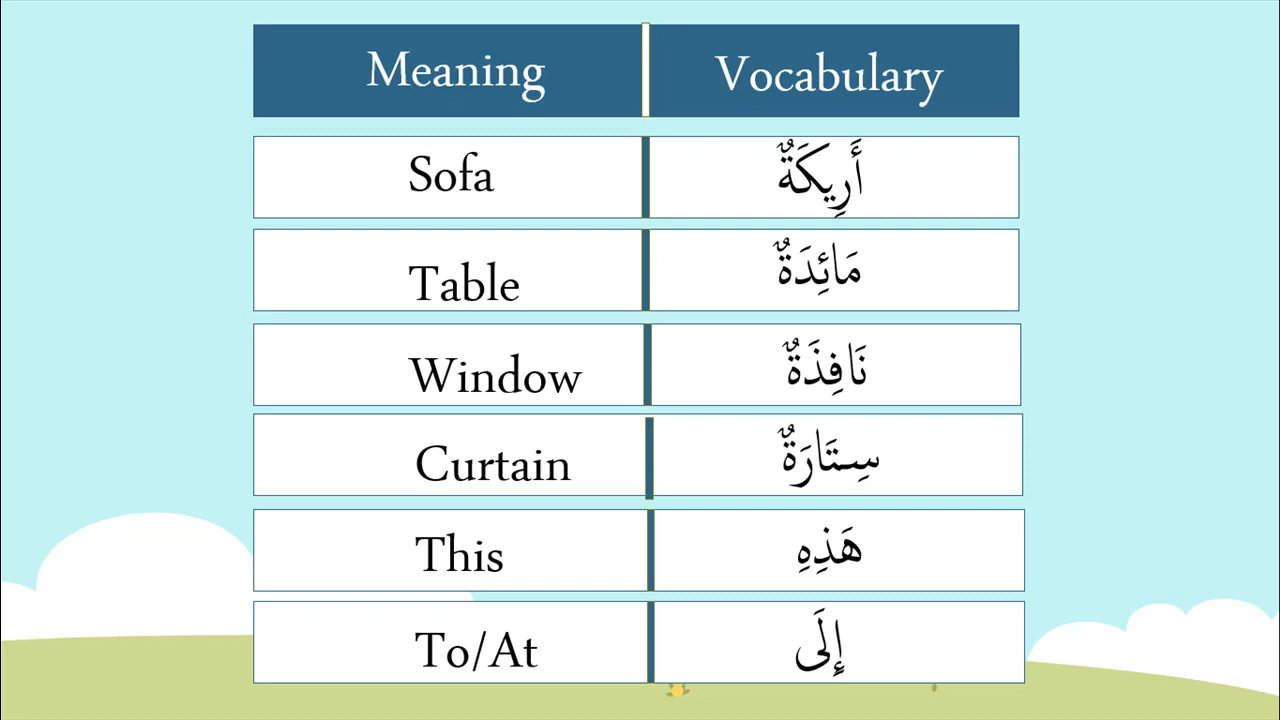 Meaning Vocabulary
Sofa أَرِيكَةٌ
Table مَائِدَةٌ
Window نَافِذَةٌ
Curtain سِتَارَةٌ
This هَذِهِ
To/At إِلَى